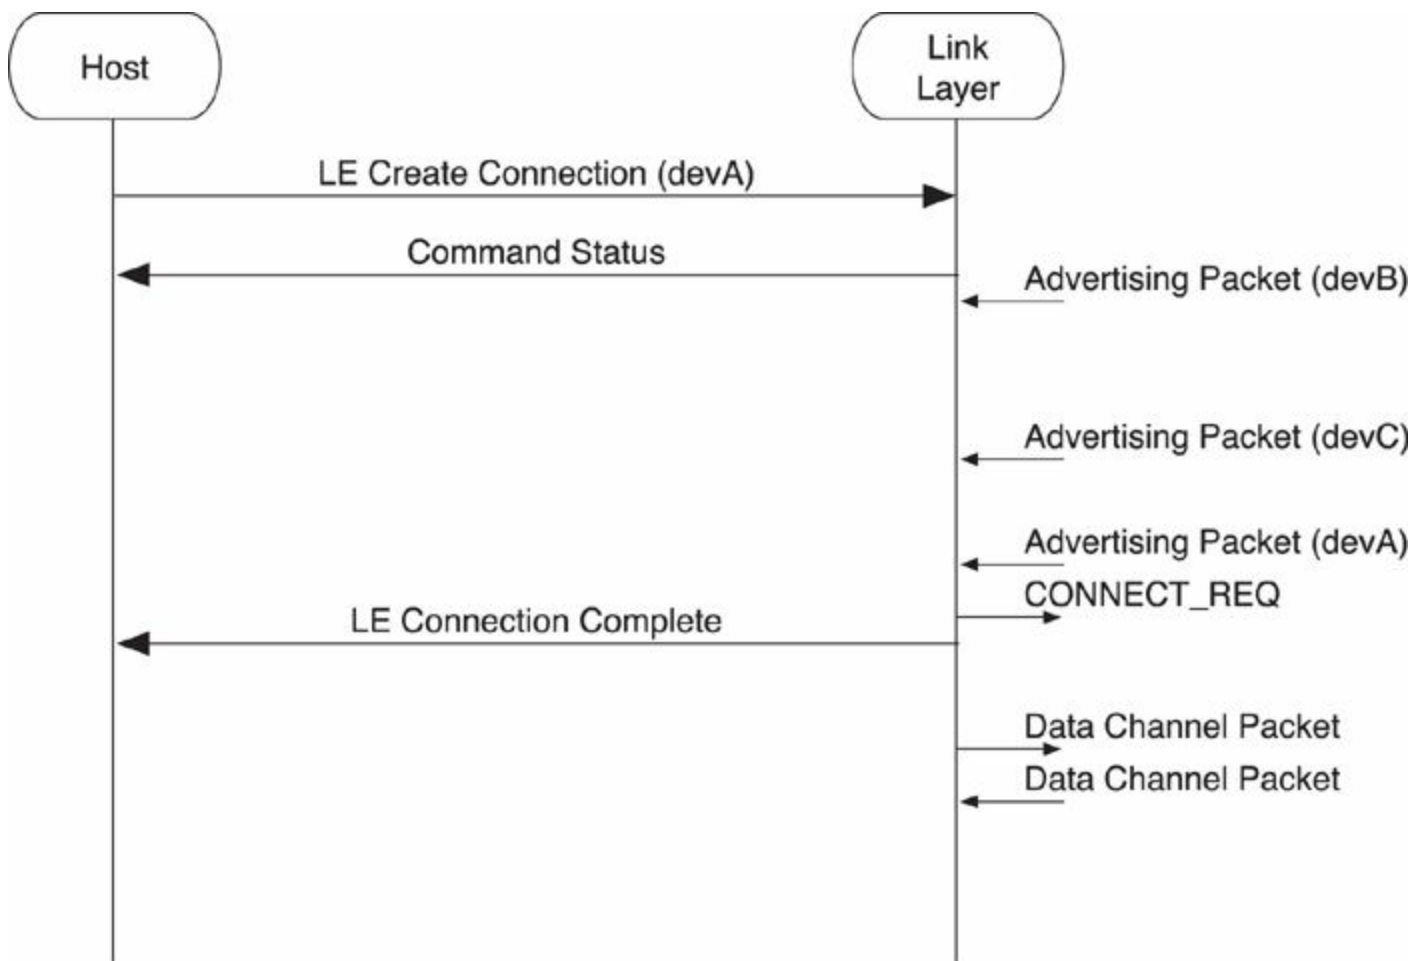 Host
Link
Layer
LE Create Connection (devA)
Command Status
Advertising Packet (devB)
Advertising Packet (devC)
Advertising Packet (devA)
CONNECT_REQ
LE Connection Complete
Data Channel Packet
Data Channel Packet